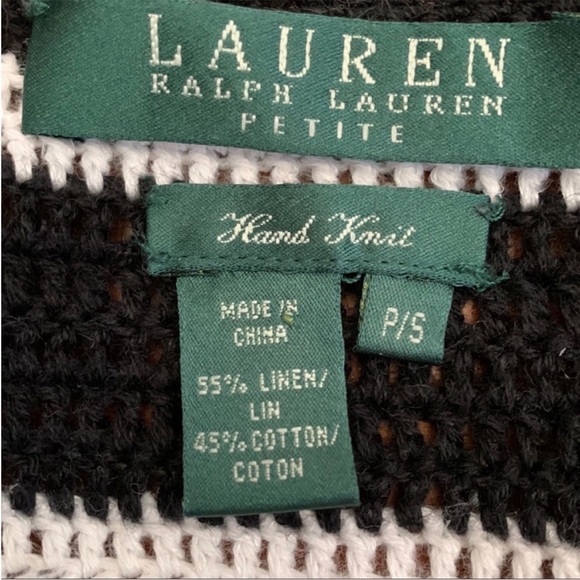 LAUREN
RALPH LAUREN
PETITE
Hand Knit
MADE IN
CHINA
P/S
55% LINEN/
LIN
45% COTTON/
COTON